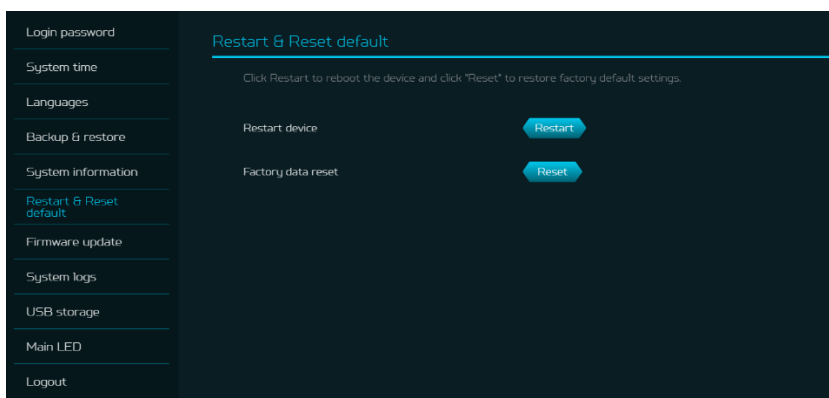 Login password
System time
Languages
Backup & restore
System information
Restart & Reset
default
Firmware update
System logs
USB storage
Main LED
Logout
Restart & Reset default
Click Restart to reboot the device and click "Reset" to restore factory default settings.
Restart device Restart
Factory data reset Reset